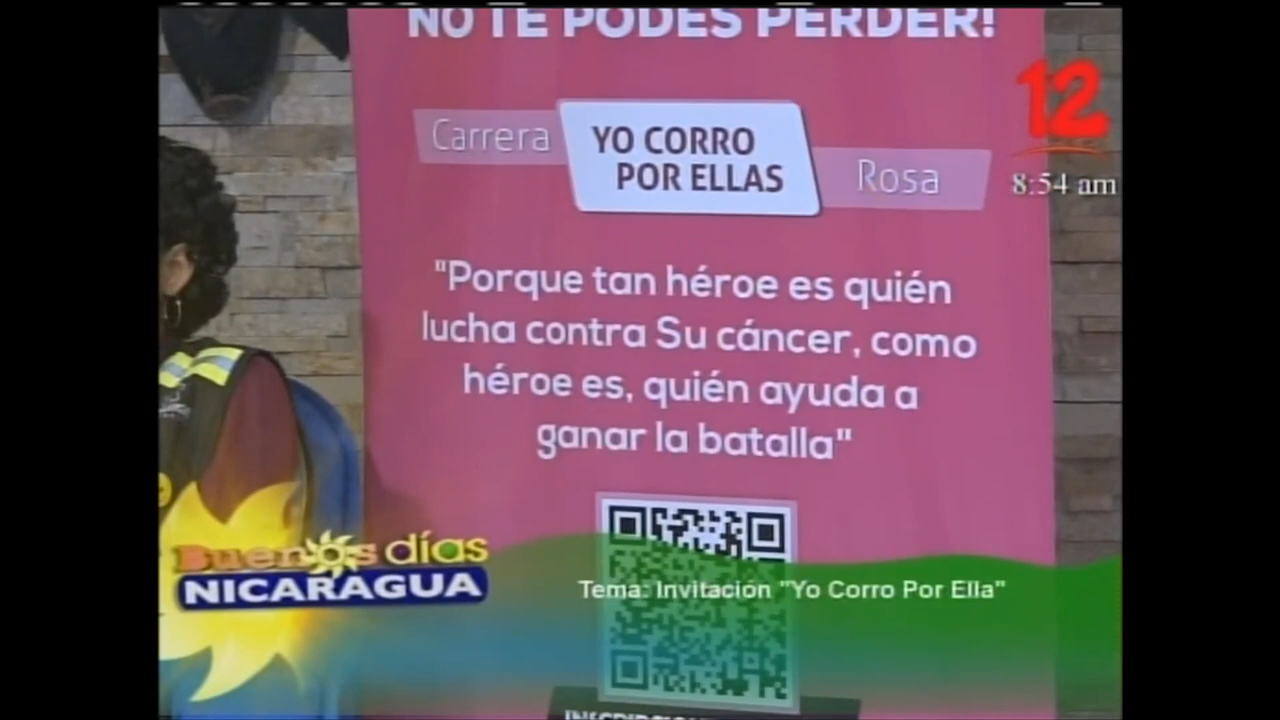 NO TE PODES PERDER!
Carrera
YO CORRO
POR ELLAS
Rosa
12
8:54 am
"Porque tan héroe es quién
lucha contra Su cáncer, como
héroe es, quién ayuda a
ganar la batalla"
Buenos días
NICARAGUA
Tema: Invitación "Yo Corro Por Ella"